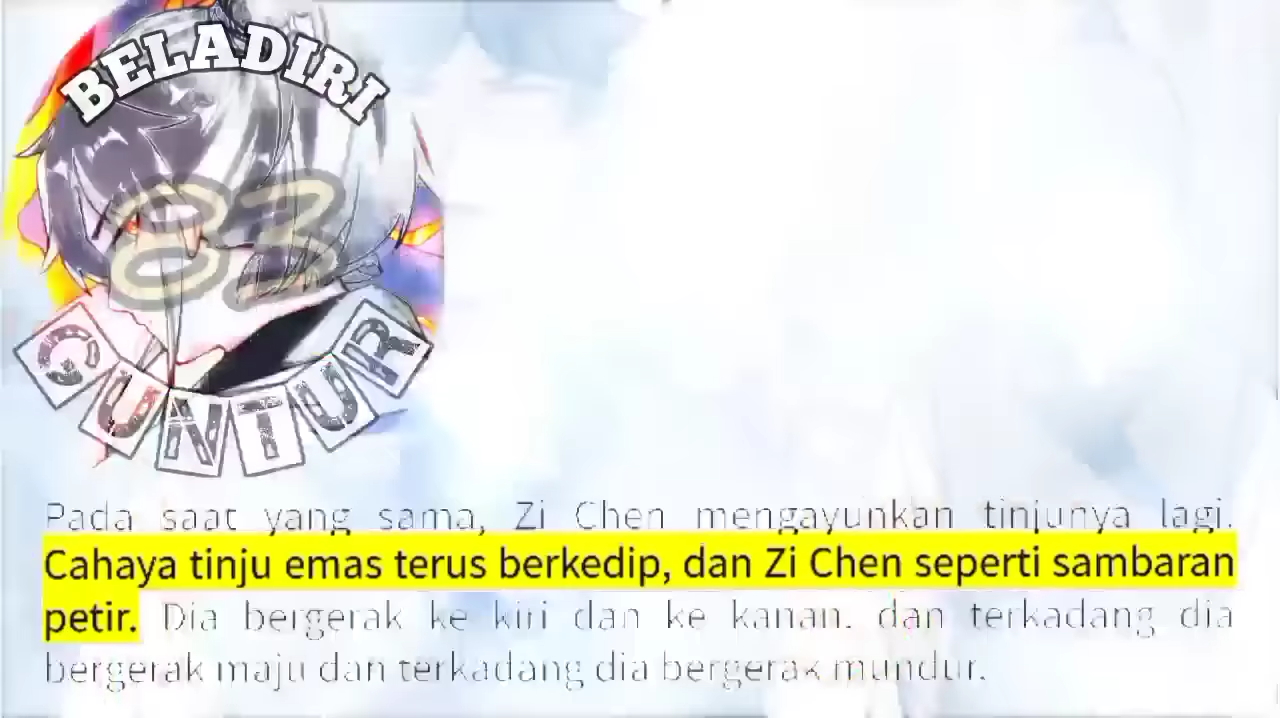 BELADIRI
83
GUNTUR
Pada saat yang sama, Zi Chen mengayunkan tinjunya lagi.
Cahaya tinju emas terus berkedip, dan Zi Chen seperti sambaran
petir. Dia bergerak ke kiri dan ke kanan, dan terkadang dia
bergerak maju dan terkadang dia bergerak mundur.